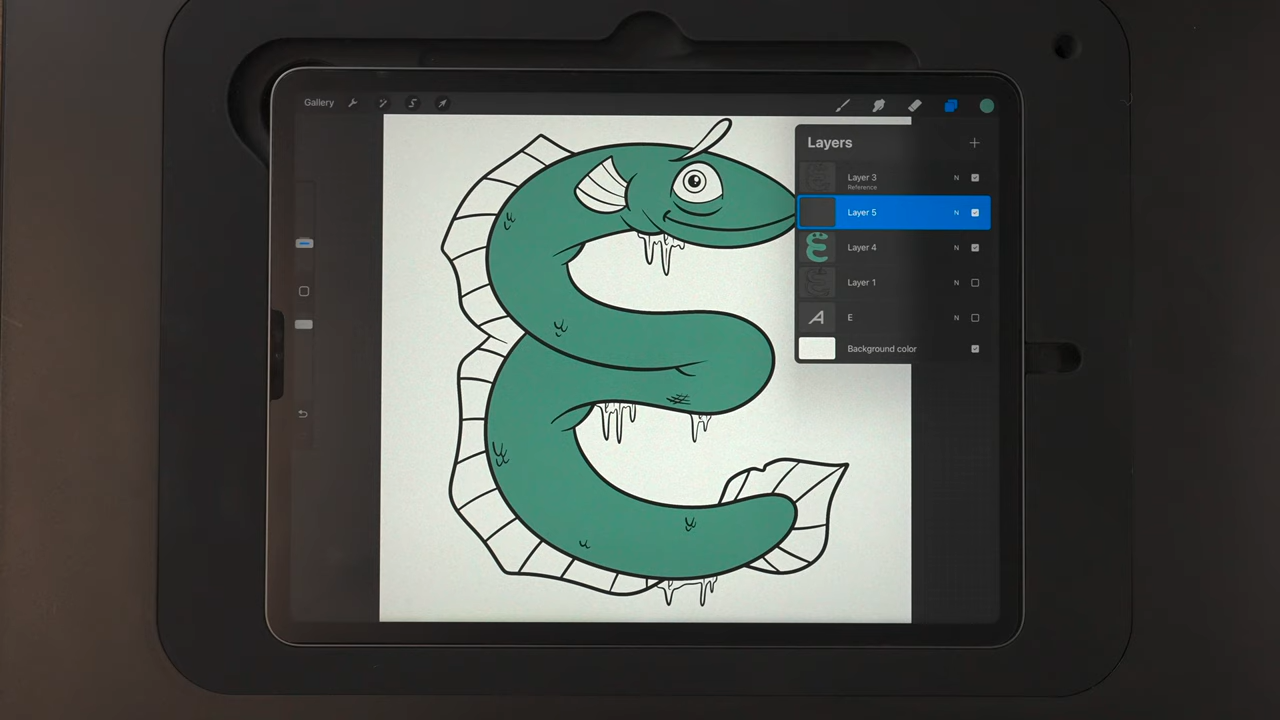 Gallery
Layers
Layer 3 N
Reference
Layer 5 N
Layer 4 N
Layer 1 N
E N
Background color